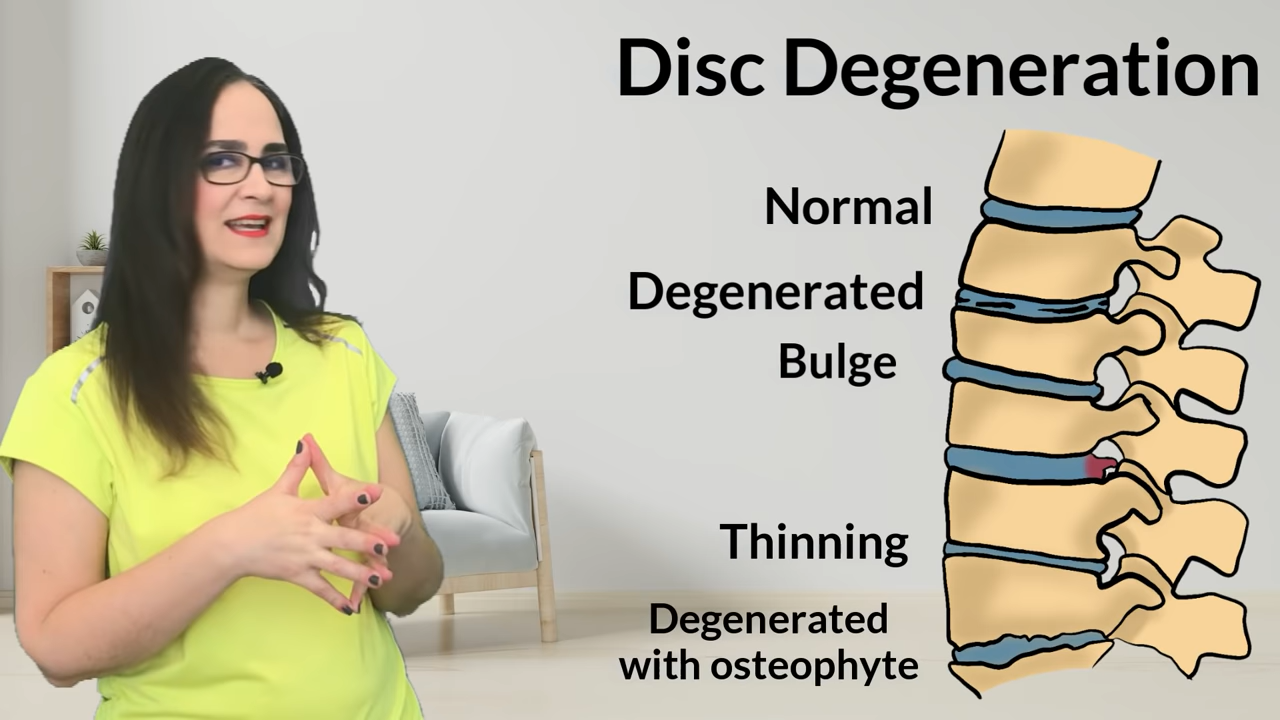 Disc Degeneration
Normal
Degenerated
Bulge
Thinning
Degenerated
with osteophyte